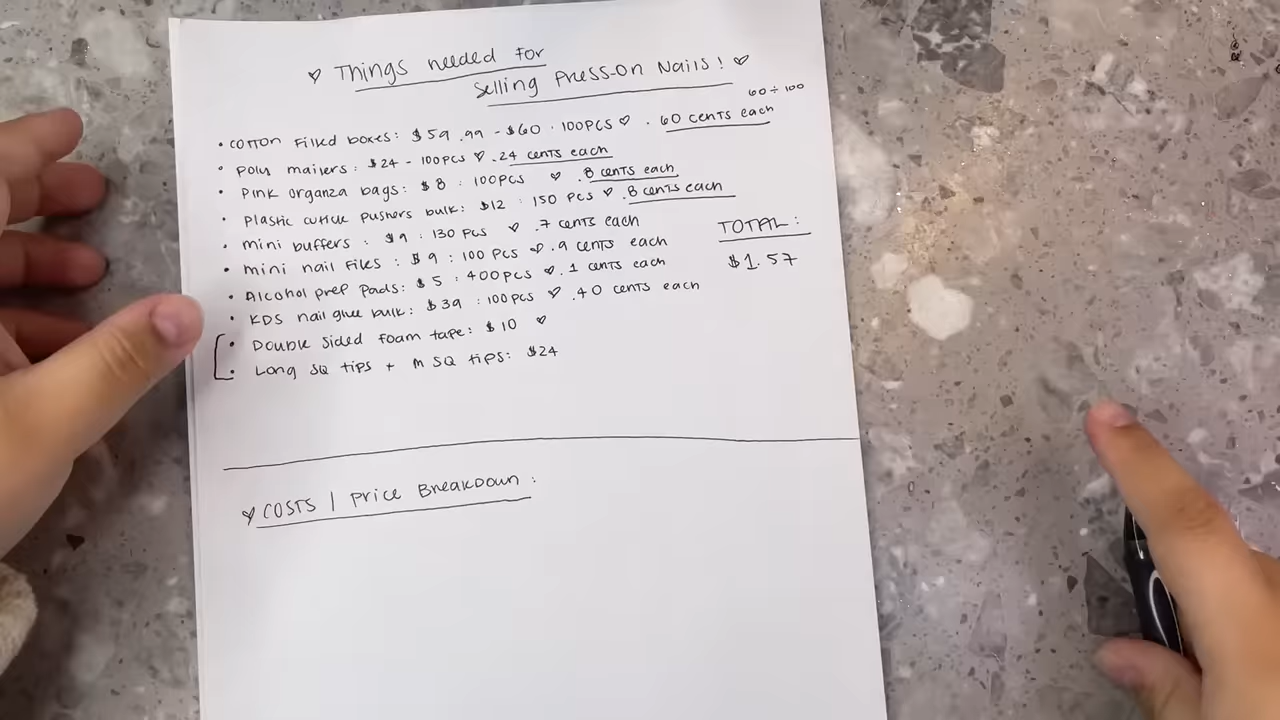 ♡ Things needed for
Selling Press-On Nails! ♡
60 ÷ 100
• COTTON Filled boxes: $59.99 - $60 · 100PCS ♡ . 60 cents each
• Poly mailers: $24 - 100PCS ♡ .24 cents each
• Pink organza bags: $8 : 100PCS ♡ .8 cents each
• Plastic cuticle pushers bulk: $12 : 150 PCS ♡ .8 cents each
• mini buffers : $9 : 130 PCS ♡ .7 cents each
• mini nail Files : $9 : 100 PCS ♡ .9 cents each
• Alcohol prep Pads: $5 : 400PCS ♡ .1 cents each
• KDS nail glue bulk: $39 : 100PCS ♡ .40 cents each
• Double sided foam tape: $10 ♡
• Long SQ tips + M SQ tips: $24
TOTAL:
$1.57
♡ COSTS | Price Breakdown :